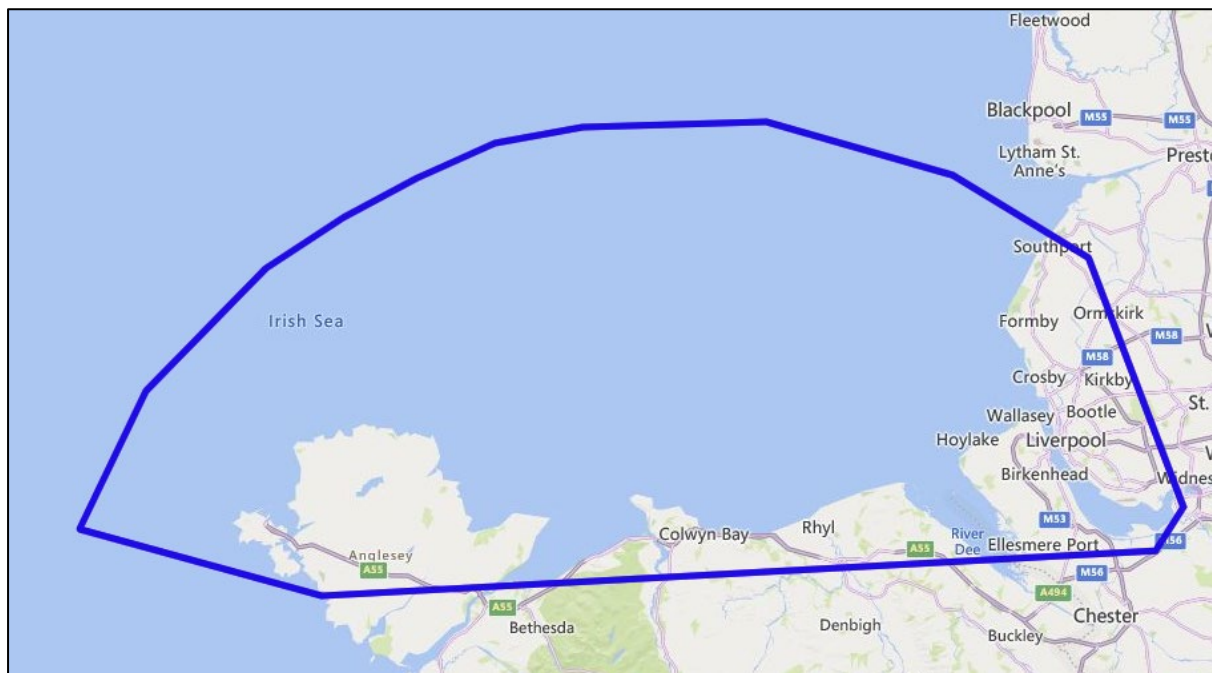 Fleetwood
Blackpool
M55
M55
Lytham St.
Anne's
Prest
Southport
Irish Sea
Formby
Ormskirk
M58
M58
Crosby
Kirkby
St.
Wallasey
Bootle
Hoylake
Liverpool
W
Birkenhead
Widnes
M53
Colwyn Bay
Rhyl
River
Dee
Ellesmere Port
M56
Anglesey
A55
A55
M56
A55
A494
Bethesda
Denbigh
Chester
Buckley